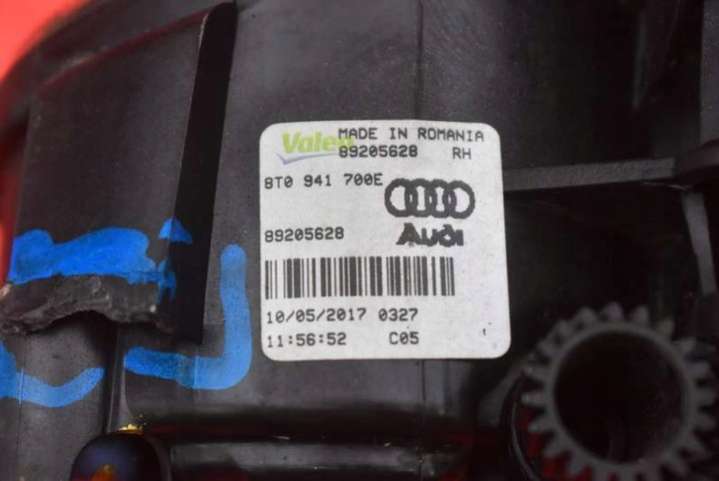 Valeo MADE IN ROMANIA
89205628 RH
8T0 941 700E
Audi
89205628
10/05/2017 0327
11:56:52 C05